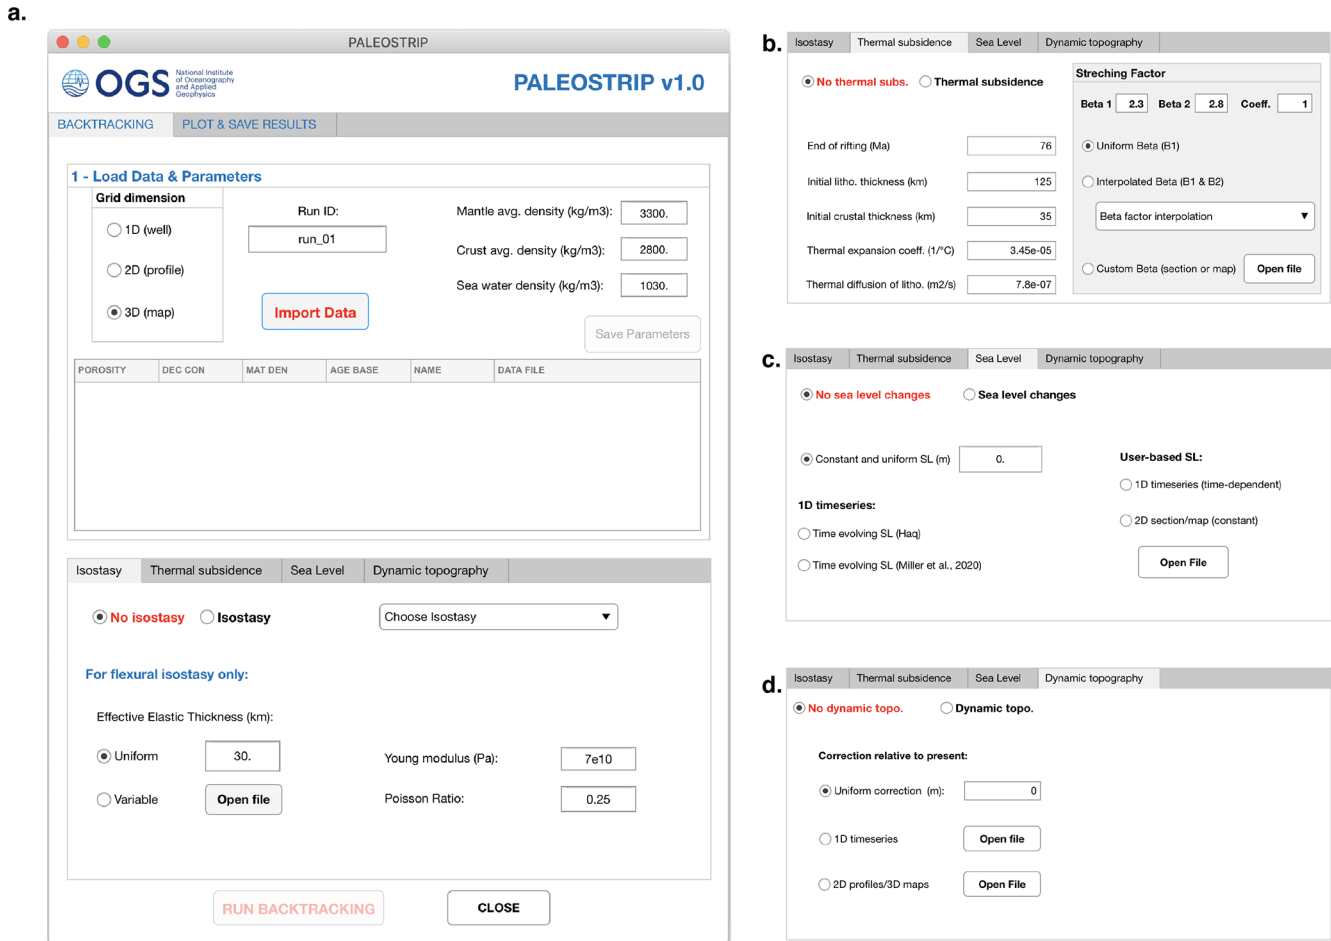 a.
PALEOSTRIP
OGS
National Institute
of Oceanography
and Applied
Geophysics
PALEOSTRIP v1.0
BACKTRACKING
PLOT & SAVE RESULTS
1 - Load Data & Parameters
Grid dimension
1D (well)
2D (profile)
3D (map)
Run ID:
run_01
Import Data
Mantle avg. density (kg/m3):
3300.
Crust avg. density (kg/m3):
2800.
Sea water density (kg/m3):
1030.
Save Parameters
POROSITY
DEC CON
MAT DEN
AGE BASE
NAME
DATA FILE
Isostasy
Thermal subsidence
Sea Level
Dynamic topography
No isostasy
Isostasy
Choose Isostasy
For flexural isostasy only:
Effective Elastic Thickness (km):
Uniform
30.
Young modulus (Pa):
7e10
Variable
Open file
Poisson Ratio:
0.25
RUN BACKTRACKING
CLOSE
b.
Isostasy
Thermal subsidence
Sea Level
Dynamic topography
No thermal subs.
Thermal subsidence
End of rifting (Ma)
76
Initial litho. thickness (km)
125
Initial crustal thickness (km)
35
Thermal expansion coeff. (1/°C)
3.45e-05
Thermal diffusion of litho. (m2/s)
7.8e-07
Streching Factor
Beta 1
2.3
Beta 2
2.8
Coeff.
1
Uniform Beta (B1)
Interpolated Beta (B1 & B2)
Beta factor interpolation
Custom Beta (section or map)
Open file
c.
Isostasy
Thermal subsidence
Sea Level
Dynamic topography
No sea level changes
Sea level changes
Constant and uniform SL (m)
0.
1D timeseries:
Time evolving SL (Haq)
Time evolving SL (Miller et al., 2020)
User-based SL:
1D timeseries (time-dependent)
2D section/map (constant)
Open File
d.
Isostasy
Thermal subsidence
Sea Level
Dynamic topography
No dynamic topo.
Dynamic topo.
Correction relative to present:
Uniform correction (m):
0
1D timeseries
Open file
2D profiles/3D maps
Open File